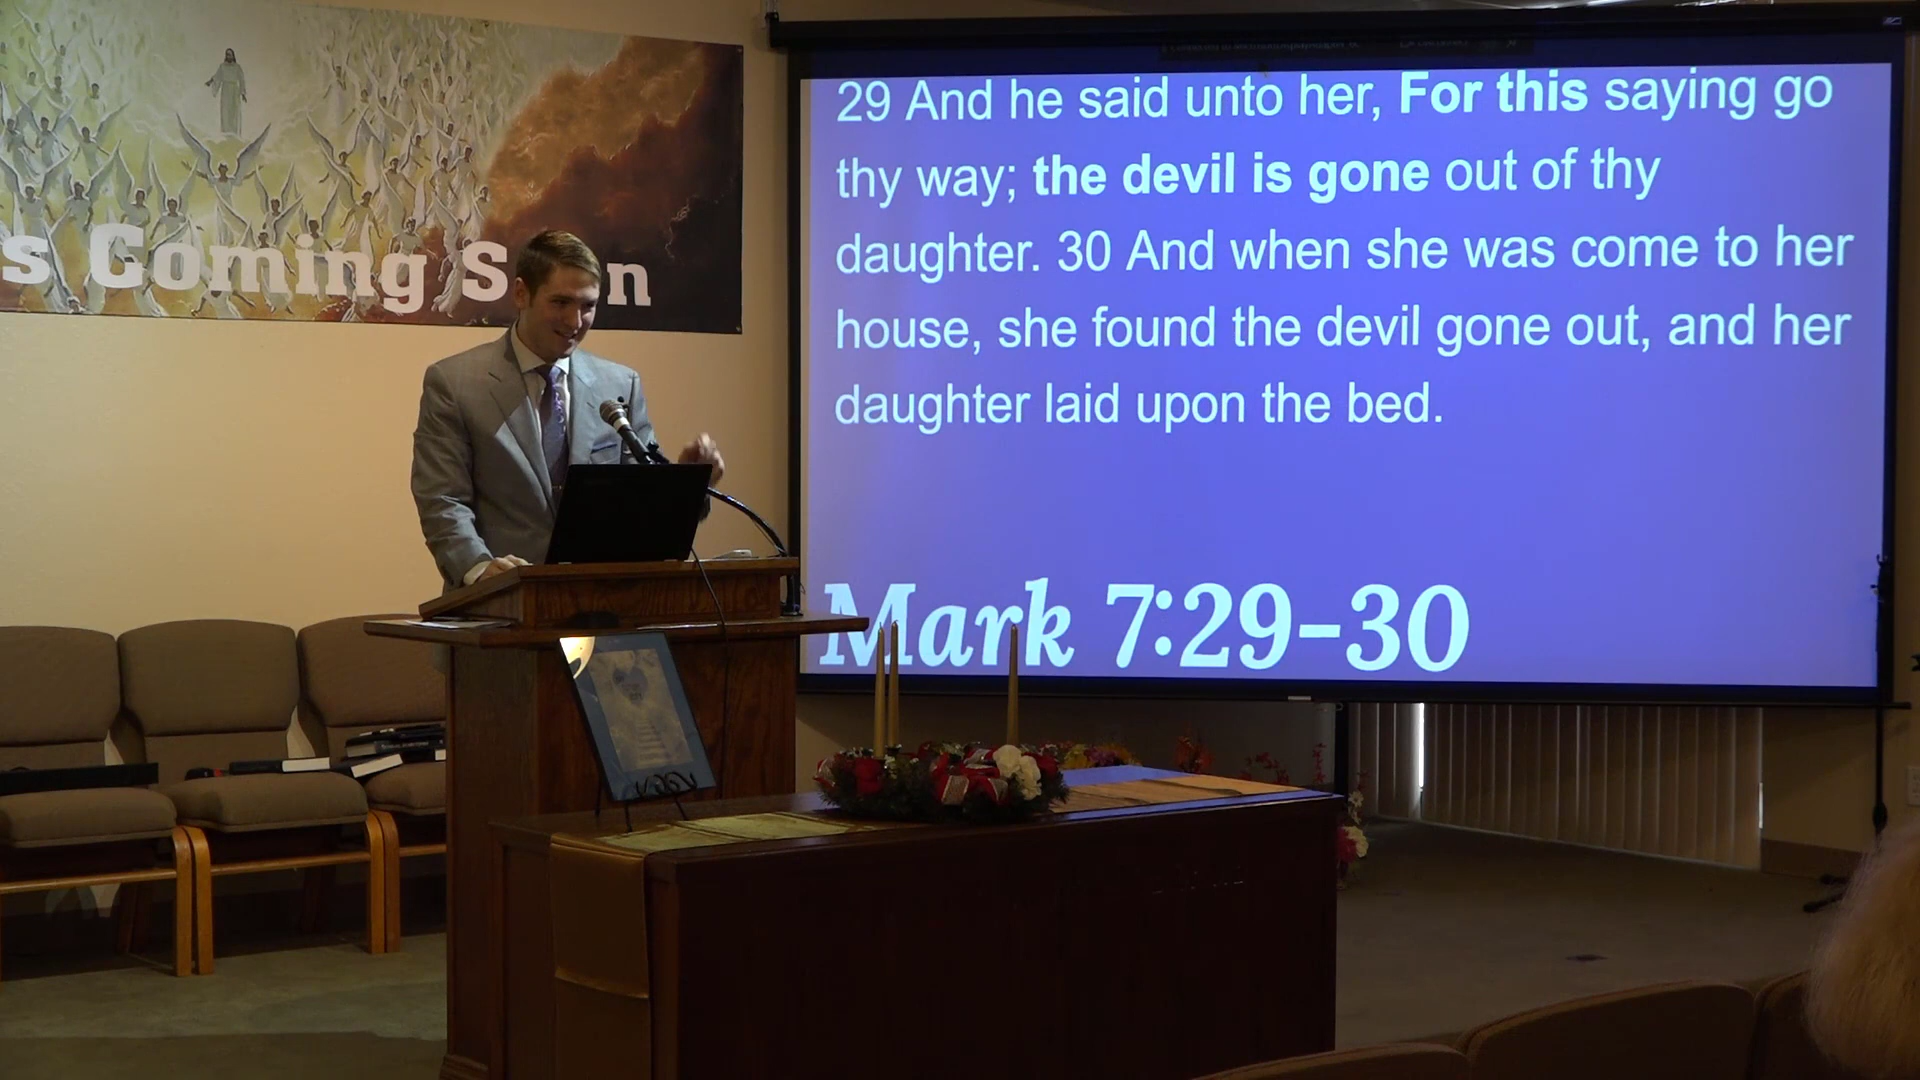 s Coming S n
29 And he said unto her, For this saying go
thy way; the devil is gone out of thy
daughter. 30 And when she was come to her
house, she found the devil gone out, and her
daughter laid upon the bed.
Mark 7:29-30